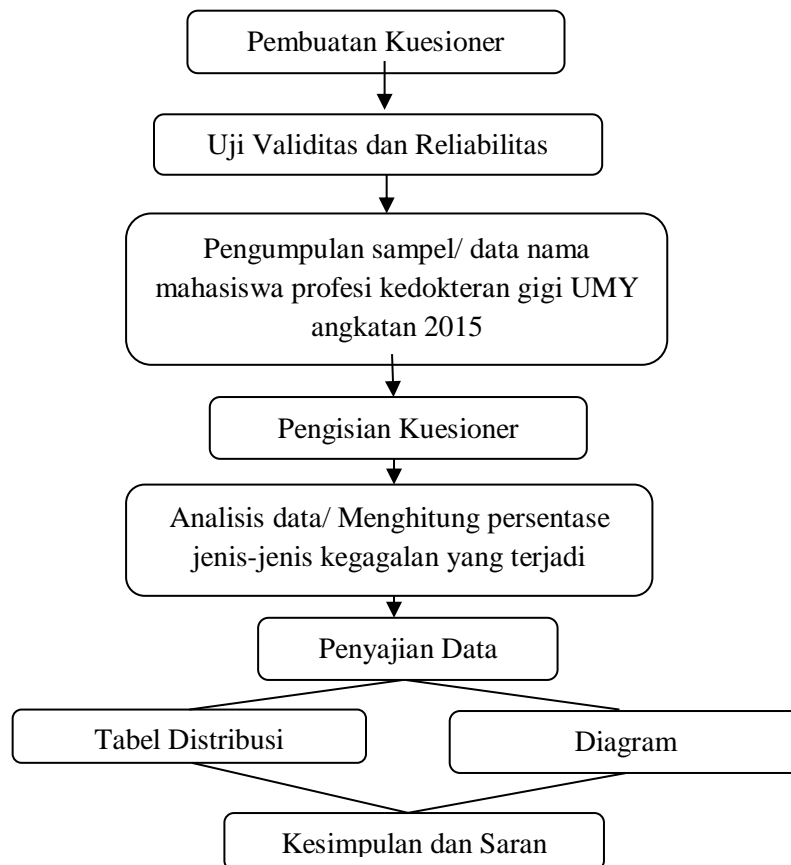 Pembuatan Kuesioner
Uji Validitas dan Reliabilitas
Pengumpulan sampel/ data nama
mahasiswa profesi kedokteran gigi UMY
angkatan 2015
Pengisian Kuesioner
Analisis data/ Menghitung persentase
jenis-jenis kegagalan yang terjadi
Penyajian Data
Tabel Distribusi
Diagram
Kesimpulan dan Saran